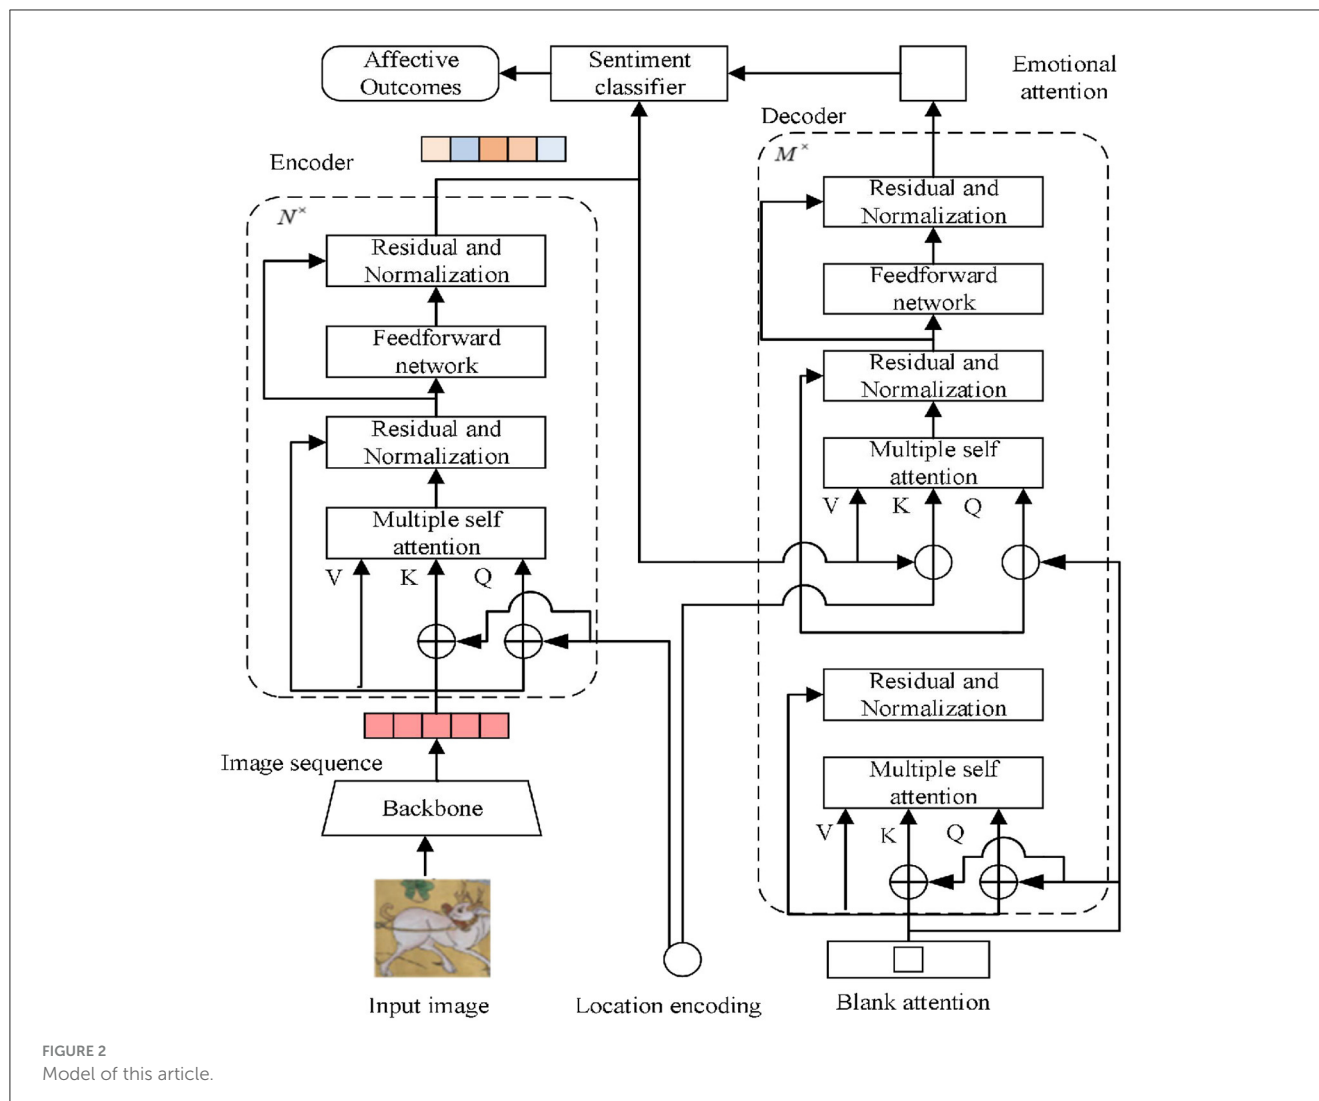 Affective
Outcomes
Sentiment
classifier
Emotional
attention
Encoder
N×
Residual and
Normalization
Feedforward
network
Residual and
Normalization
Multiple self
attention
V K Q
Image sequence
Backbone
Input image
Location encoding
Decoder
M×
Residual and
Normalization
Feedforward
network
Residual and
Normalization
Multiple self
attention
V K Q
Residual and
Normalization
Multiple self
attention
V K Q
Blank attention
FIGURE 2
Model of this article.